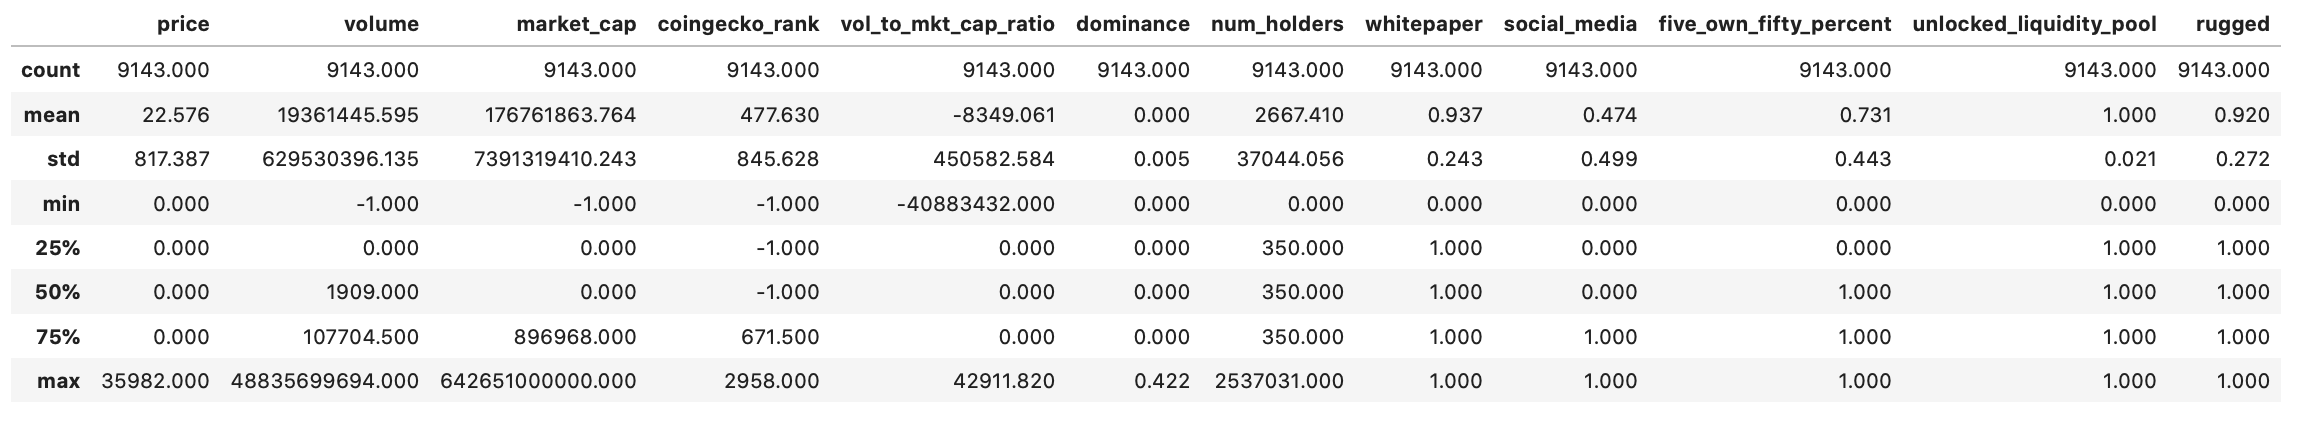 price volume market_cap coingecko_rank vol_to_mkt_cap_ratio dominance num_holders whitepaper social_media five_own_fifty_percent unlocked_liquidity_pool rugged
count 9143.000 9143.000 9143.000 9143.000 9143.000 9143.000 9143.000 9143.000 9143.000 9143.000 9143.000 9143.000
mean 22.576 19361445.595 176761863.764 477.630 -8349.061 0.000 2667.410 0.937 0.474 0.731 1.000 0.920
std 817.387 629530396.135 7391319410.243 845.628 450582.584 0.005 37044.056 0.243 0.499 0.443 0.021 0.272
min 0.000 -1.000 -1.000 -1.000 -40883432.000 0.000 0.000 0.000 0.000 0.000 0.000 0.000
25% 0.000 0.000 0.000 -1.000 0.000 0.000 350.000 1.000 0.000 0.000 1.000 1.000
50% 0.000 1909.000 0.000 -1.000 0.000 0.000 350.000 1.000 0.000 1.000 1.000 1.000
75% 0.000 107704.500 896968.000 671.500 0.000 0.000 350.000 1.000 1.000 1.000 1.000 1.000
max 35982.000 48835699694.000 642651000000.000 2958.000 42911.820 0.422 2537031.000 1.000 1.000 1.000 1.000 1.000